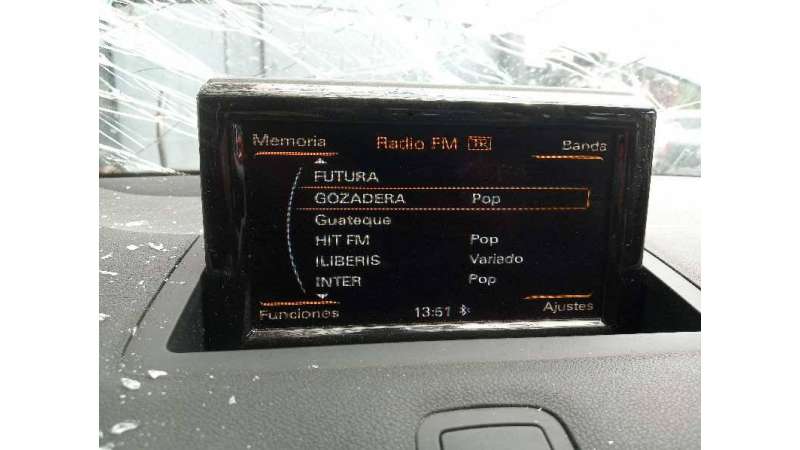 Memoria Radio FM TP Banda
FUTURA
GOZADERA Pop
Guateque
HIT FM Pop
ILIBERIS Variado
INTER Pop
Funciones 13:51 Ajustes